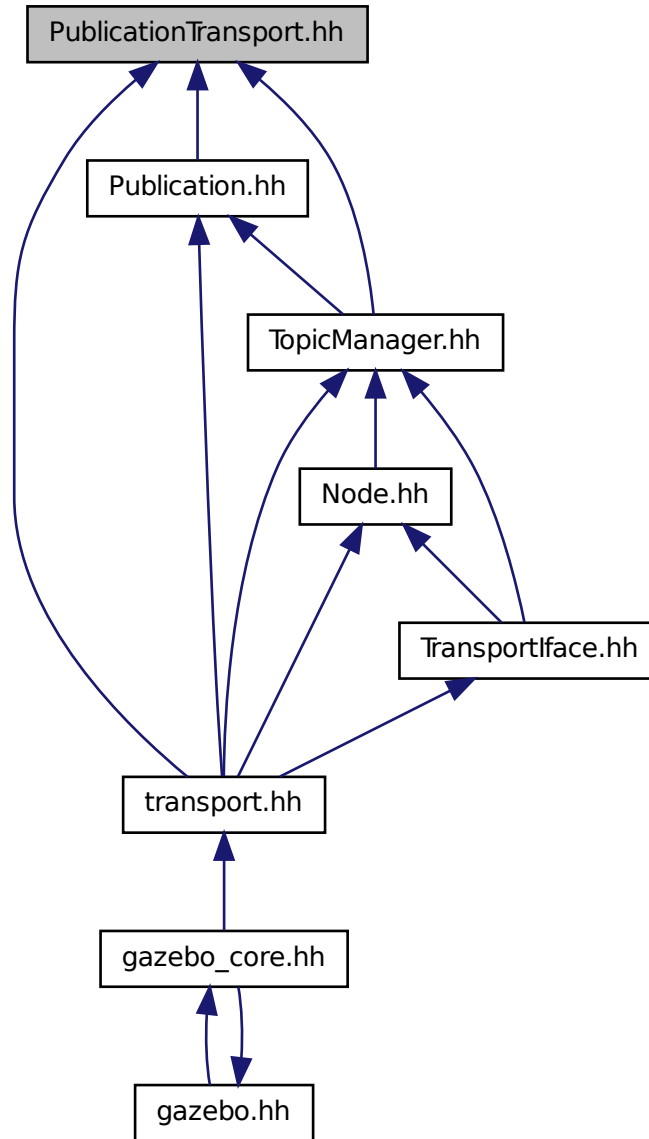 PublicationTransport.hh
Publication.hh
TopicManager.hh
Node.hh
TransportIface.hh
transport.hh
gazebo_core.hh
gazebo.hh